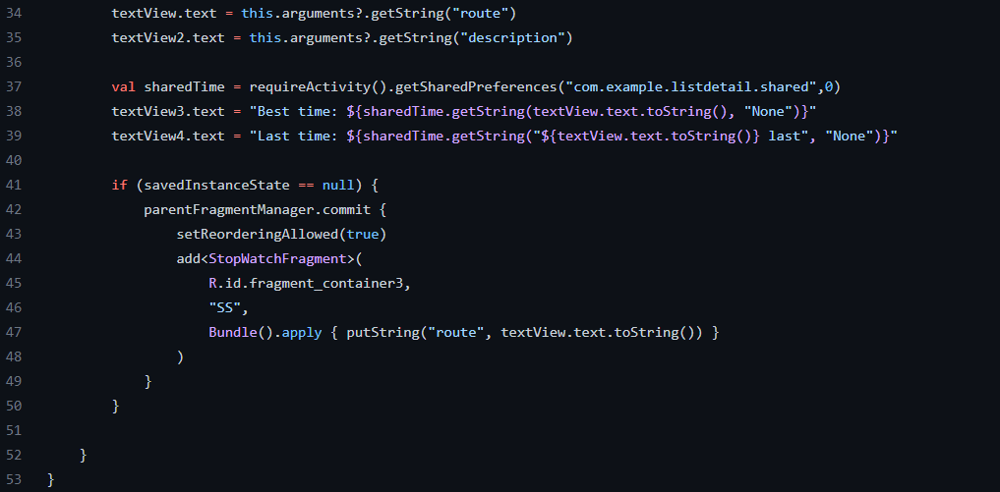 34 textView.text = this.arguments?.getString("route")
35 textView2.text = this.arguments?.getString("description")
36
37 val sharedTime = requireActivity().getSharedPreferences("com.example.listdetail.shared",0)
38 textView3.text = "Best time: ${sharedTime.getString(textView.text.toString(), "None")}"
39 textView4.text = "Last time: ${sharedTime.getString("${textView.text.toString()} last", "None")}"
40
41 if (savedInstanceState == null) {
42 parentFragmentManager.commit {
43 setReorderingAllowed(true)
44 add<StopWatchFragment>(
45 R.id.fragment_container3,
46 "SS",
47 Bundle().apply { putString("route", textView.text.toString()) }
48 )
49 }
50 }
51
52 }
53 }